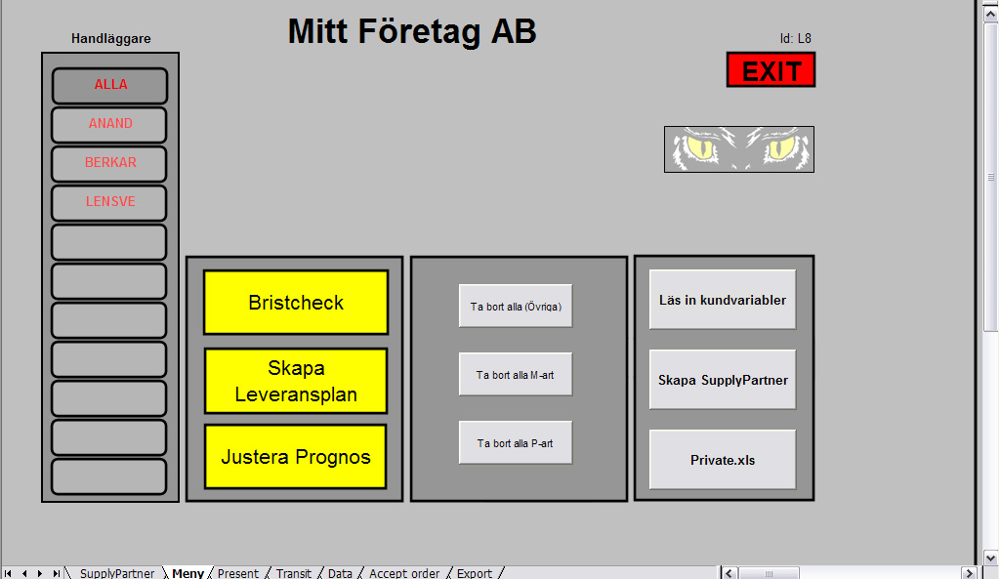 Mitt Företag AB
Handläggare
Id: L8
EXIT
ALLA
ANAND
BERKAR
LENSVE
Bristcheck
Skapa
Leveransplan
Justera Prognos
Ta bort alla (Övriga)
Ta bort alla M-art
Ta bort alla P-art
Läs in kundvariabler
Skapa SupplyPartner
Private.xls
SupplyPartner
Meny
Present
Transit
Data
Accept order
Export